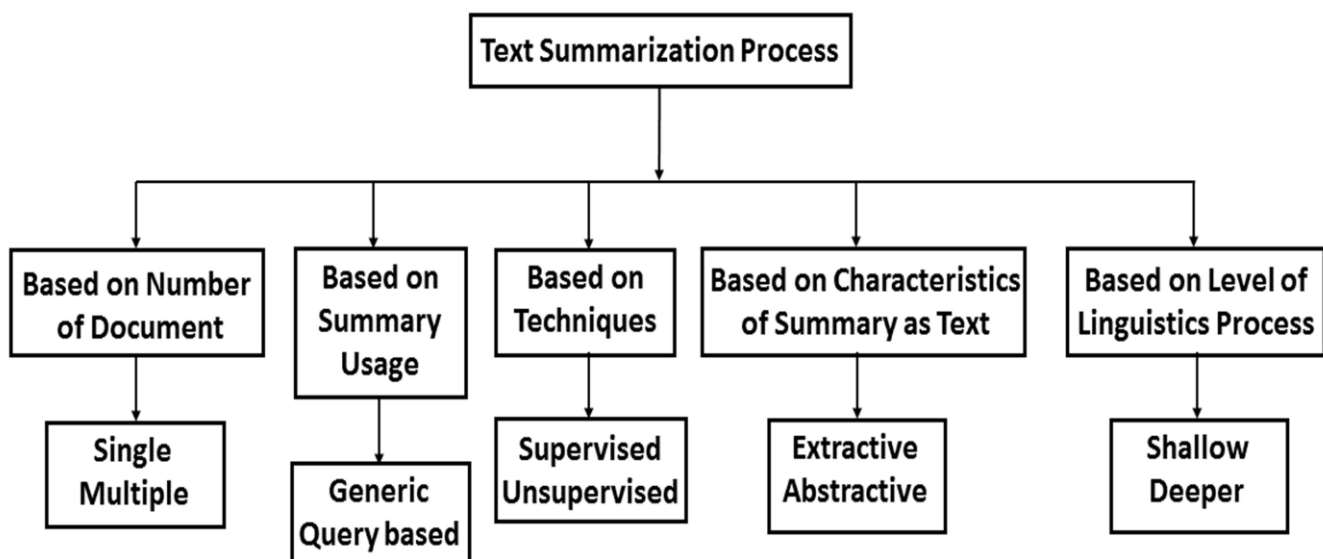 Text Summarization Process
Based on Number
of Document
Based on
Summary
Usage
Based on
Techniques
Based on Characteristics
of Summary as Text
Based on Level of
Linguistics Process
Single
Multiple
Generic
Query based
Supervised
Unsupervised
Extractive
Abstractive
Shallow
Deeper